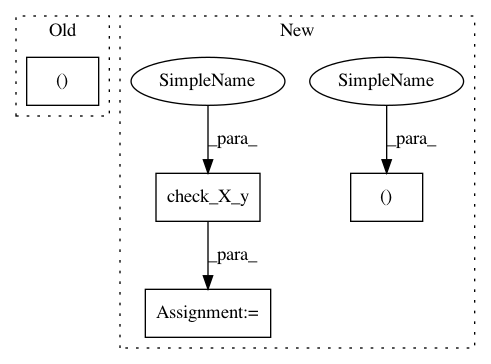 Old
New
()
SimpleName
SimpleName
_para_
_para_
check_X_y
()
_para_
Assignment:=